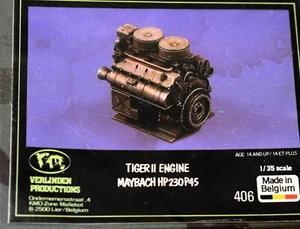 TIGER II ENGINE
MAYBACH HP230P45
VERLINDEN
PRODUCTIONS
Ondernemersstraat ,4
KMO-Zone Mallekot
B-2500 Lier/Belgium
AGE 14 AND UP / 14 ET PLUS
1/35 scale
406
Made in
Belgium